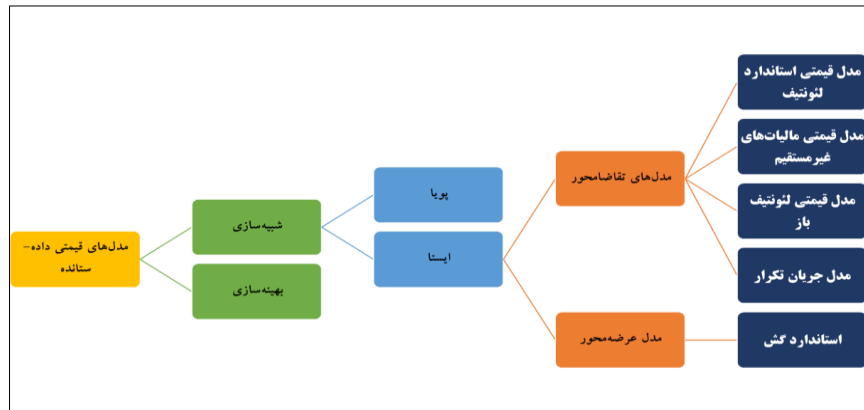 مدل قیمتی استاندارد
لئونتیف
مدل قیمتی مالیات‌های
غیرمستقیم
مدل‌های تقاضامحور
پویا
مدل قیمتی لئونتیف
باز
شبیه‌سازی
مدل‌های قیمتی داده-
ستانده
ایستا
مدل جریان تکرار
بهینه‌سازی
مدل عرضه‌محور
استاندارد گش